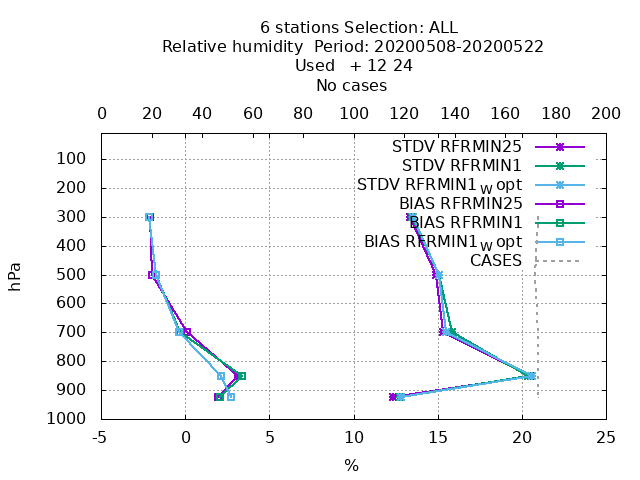 6 stations Selection: ALL
Relative humidity  Period: 20200508-20200522
Used   + 12 24
No cases
0 20 40 60 80 100 120 140 160 180 200
STDV RFRMIN25
STDV RFRMIN1
STDV RFRMIN1_w opt
BIAS RFRMIN25
BIAS RFRMIN1
BIAS RFRMIN1_w opt
CASES
100
200
300
400
500
600
700
800
900
1000
hPa
-5 0 5 10 15 20 25
%